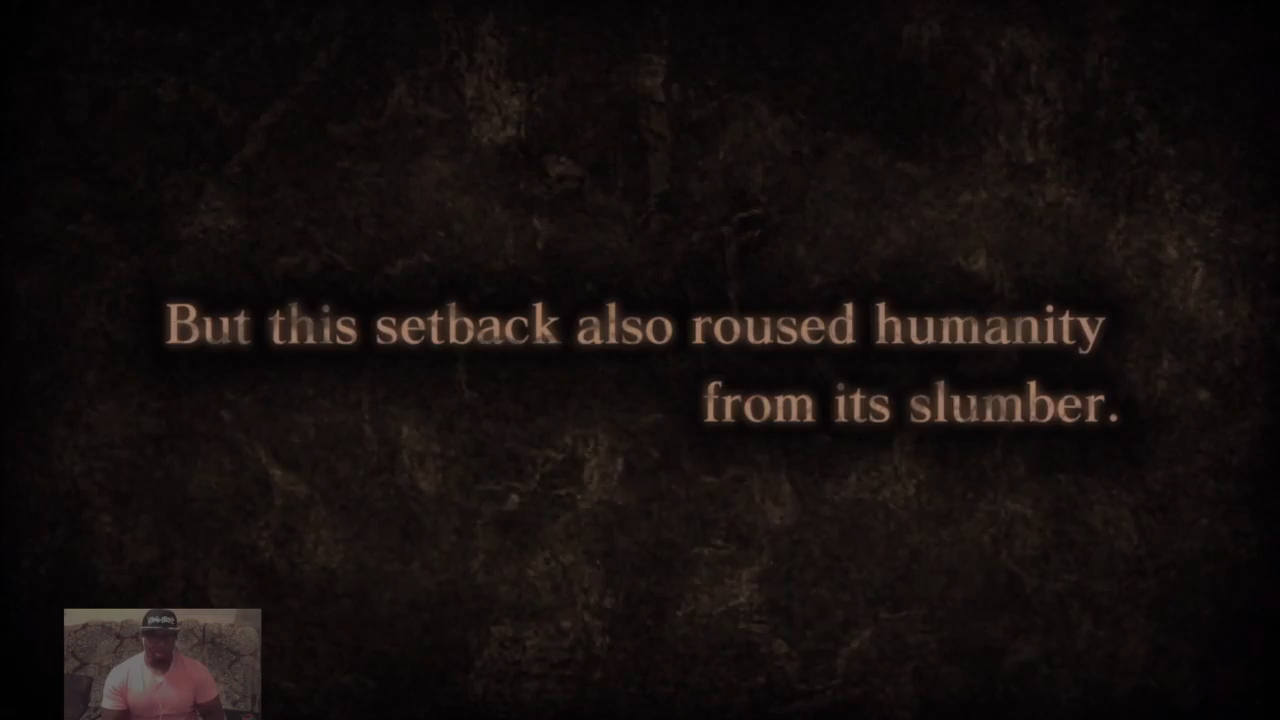 But this setback also roused humanity
from its slumber.